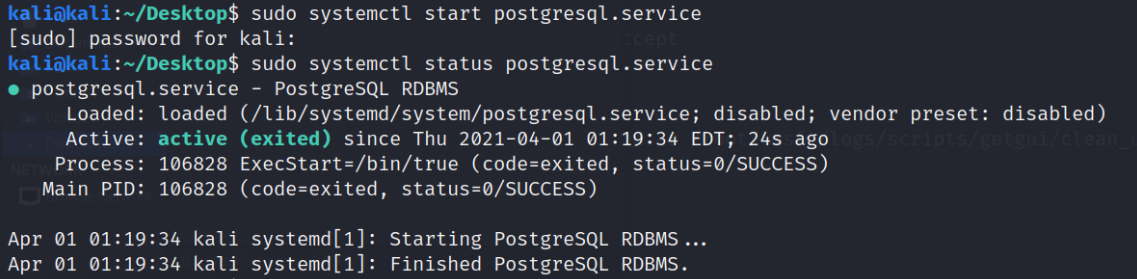 kali@kali:~/Desktop$ sudo systemctl start postgresql.service
[sudo] password for kali:
kali@kali:~/Desktop$ sudo systemctl status postgresql.service
● postgresql.service - PostgreSQL RDBMS
     Loaded: loaded (/lib/systemd/system/postgresql.service; disabled; vendor preset: disabled)
     Active: active (exited) since Thu 2021-04-01 01:19:34 EDT; 24s ago
    Process: 106828 ExecStart=/bin/true (code=exited, status=0/SUCCESS)
   Main PID: 106828 (code=exited, status=0/SUCCESS)

Apr 01 01:19:34 kali systemd[1]: Starting PostgreSQL RDBMS...
Apr 01 01:19:34 kali systemd[1]: Finished PostgreSQL RDBMS.